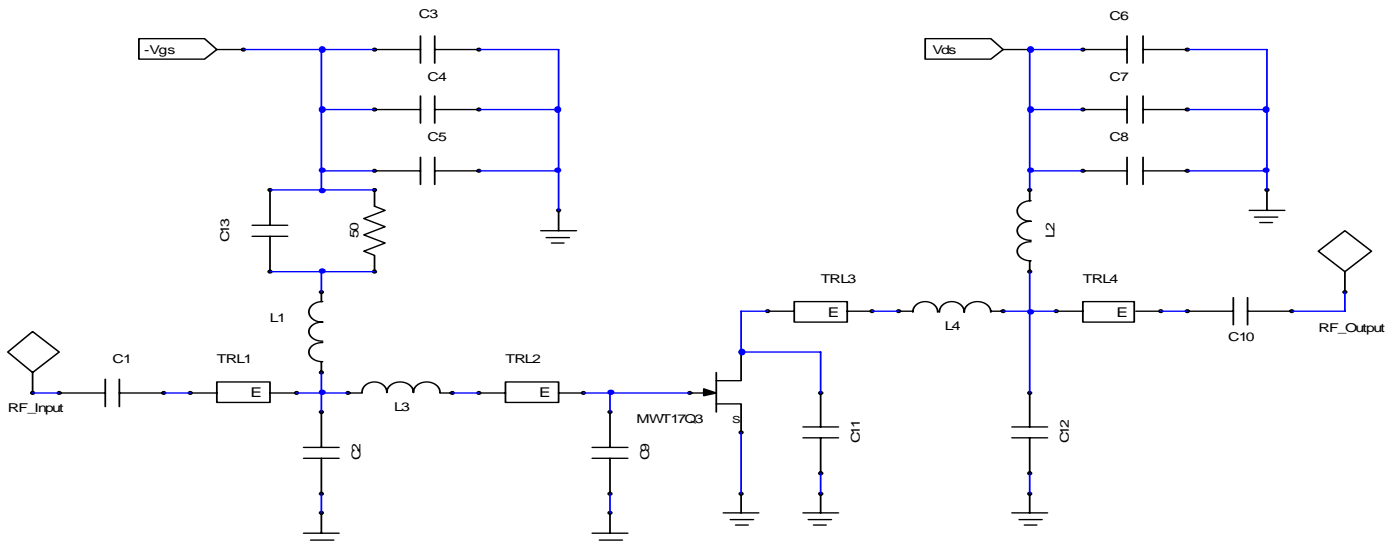 C3
C6
-Vgs
Vds
C4
C7
C5
C8
C13
50
L2
L1
TRL3
TRL4
E
E
L4
C10
RF_Output
C1
TRL1
TRL2
E
E
RF_Input
L3
MWT17Q3
S
C2
C9
C11
C12